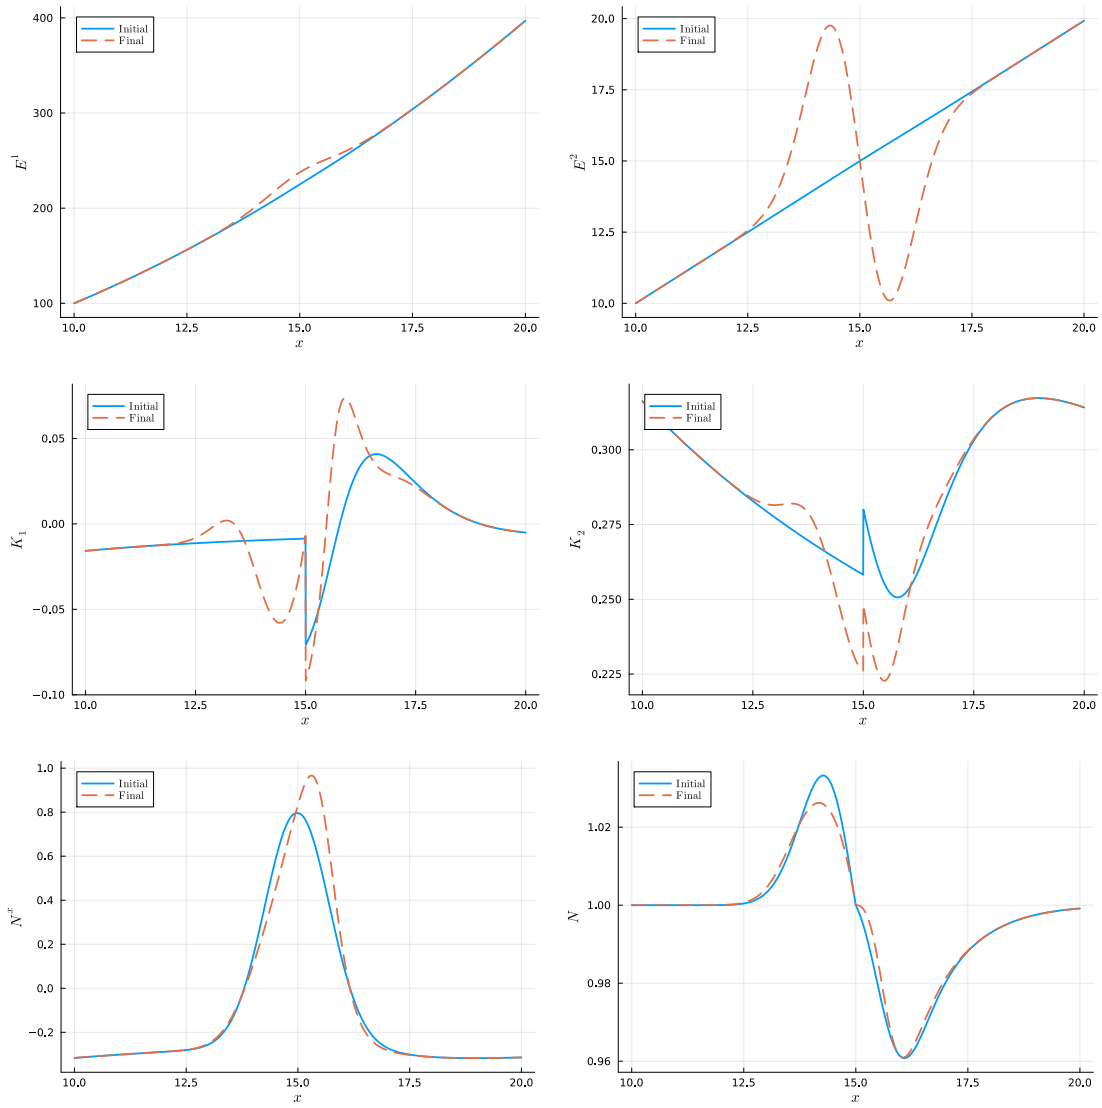 400
300
200
100
E^1
Initial
Final
10.0 12.5 15.0 17.5 20.0
x
20.0
17.5
15.0
12.5
10.0
E^2
Initial
Final
10.0 12.5 15.0 17.5 20.0
x
0.05
0.00
−0.05
−0.10
K_1
Initial
Final
10.0 12.5 15.0 17.5 20.0
x
0.300
0.275
0.250
0.225
K_2
Initial
Final
10.0 12.5 15.0 17.5 20.0
x
1.0
0.8
0.6
0.4
0.2
0.0
−0.2
N^x
Initial
Final
10.0 12.5 15.0 17.5 20.0
x
1.02
1.00
0.98
0.96
N
Initial
Final
10.0 12.5 15.0 17.5 20.0
x